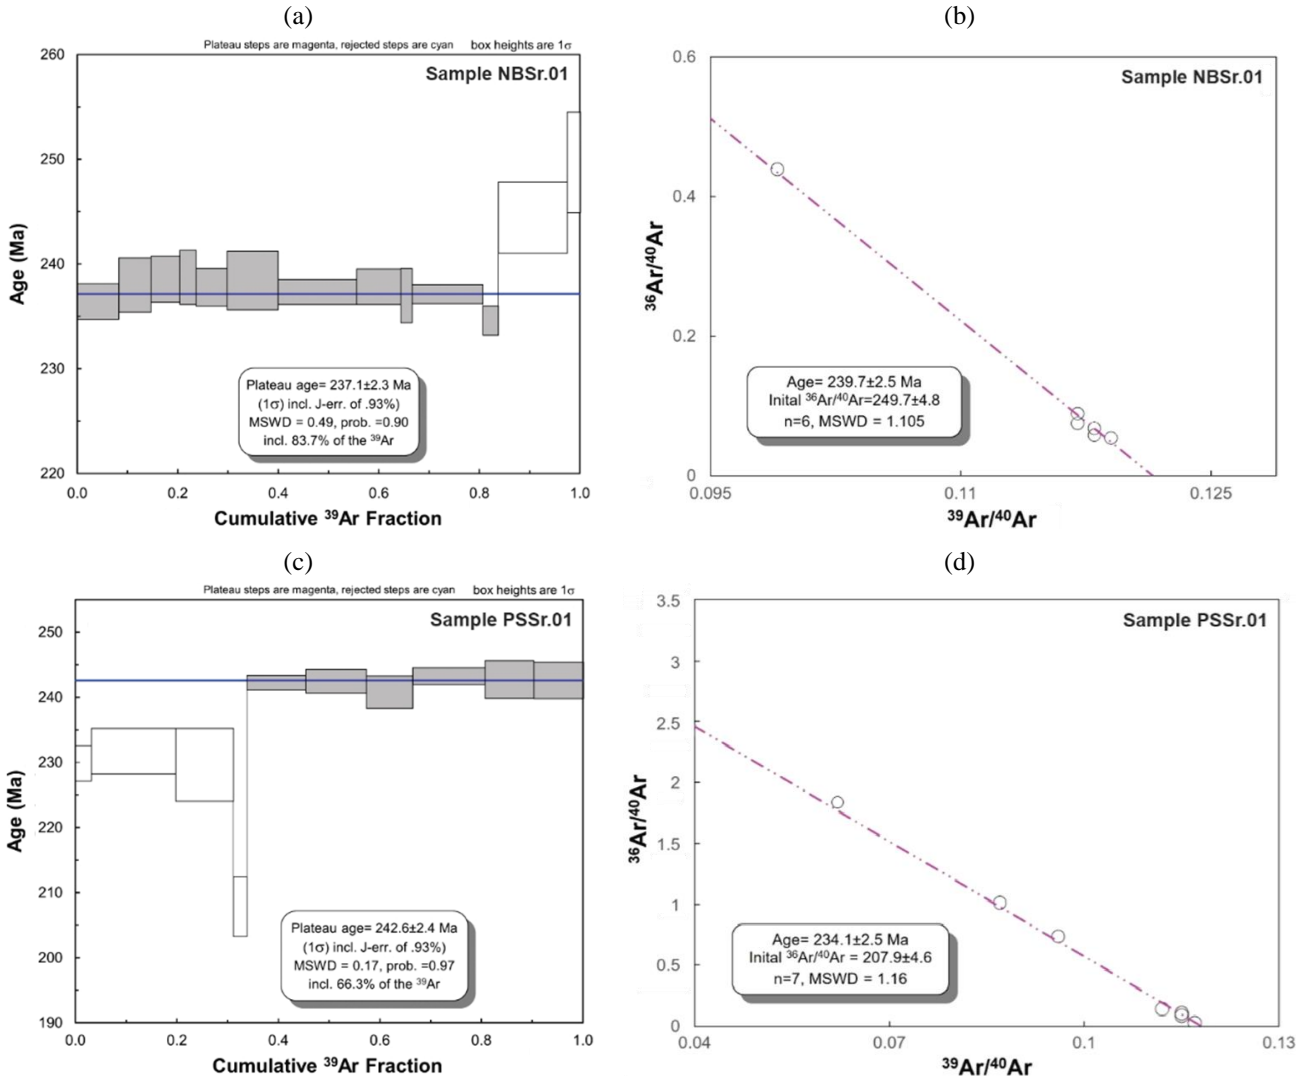 (a)
Plateau steps are magenta, rejected steps are cyan box heights are 1σ
Sample NBSr.01
260
250
240
230
220
Age (Ma)
Plateau age= 237.1±2.3 Ma
(1σ) incl. J-err. of .93%)
MSWD = 0.49, prob. =0.90
incl. 83.7% of the ³⁹Ar
0.0 0.2 0.4 0.6 0.8 1.0
Cumulative ³⁹Ar Fraction
(b)
Sample NBSr.01
0.6
0.4
0.2
0
³⁶Ar/⁴⁰Ar
Age= 239.7±2.5 Ma
Inital ³⁶Ar/⁴⁰Ar=249.7±4.8
n=6, MSWD = 1.105
0.095 0.11 0.125
³⁹Ar/⁴⁰Ar
(c)
Plateau steps are magenta, rejected steps are cyan box heights are 1σ
Sample PSSr.01
250
240
230
220
210
200
190
Age (Ma)
Plateau age= 242.6±2.4 Ma
(1σ) incl. J-err. of .93%)
MSWD = 0.17, prob. =0.97
incl. 66.3% of the ³⁹Ar
0.0 0.2 0.4 0.6 0.8 1.0
Cumulative ³⁹Ar Fraction
(d)
Sample PSSr.01
3.5
3
2.5
2
1.5
1
0.5
0
³⁶Ar/⁴⁰Ar
Age= 234.1±2.5 Ma
Inital ³⁶Ar/⁴⁰Ar = 207.9±4.6
n=7, MSWD = 1.16
0.04 0.07 0.1 0.13
³⁹Ar/⁴⁰Ar